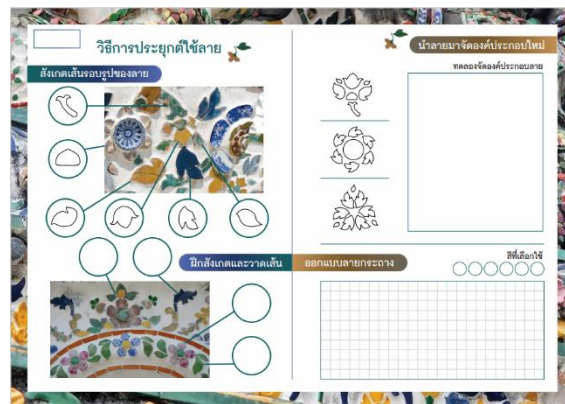 วิธีการประยุกต์ใช้ลาย
สังเกตเส้นรอบรูปของลาย
ฝึกสังเกตและวาดเส้น
นำลายมาจัดองค์ประกอบใหม่
ทดลองจัดองค์ประกอบลาย
ออกแบบลายกระถาง
สีที่เลือกใช้